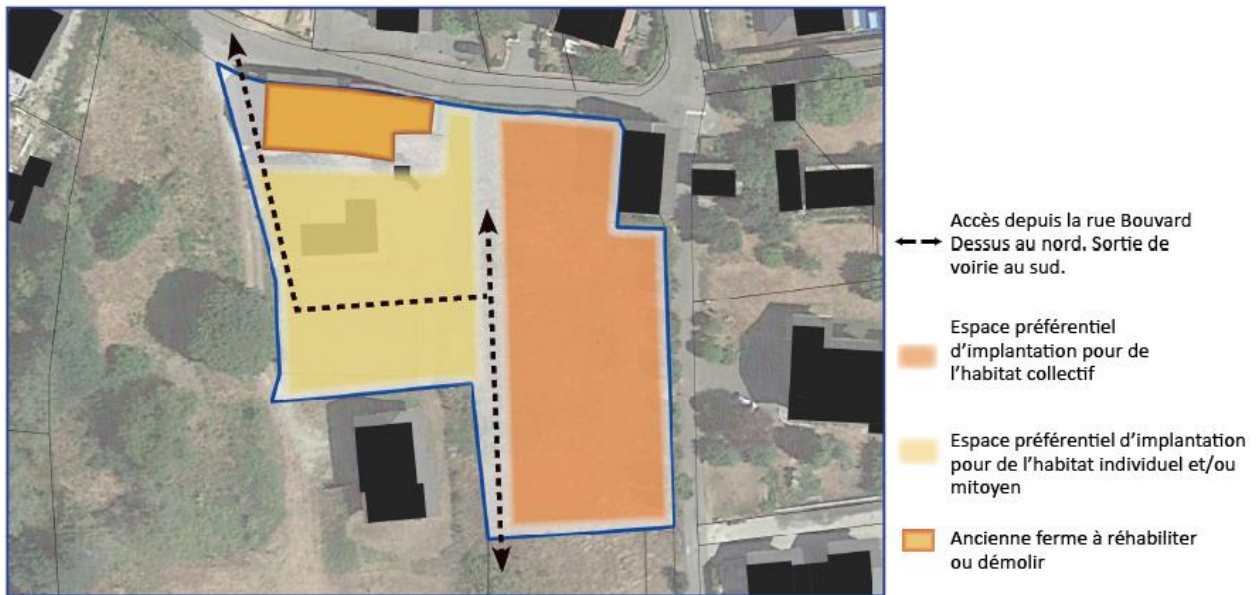 Accès depuis la rue Bouvard
Dessus au nord. Sortie de
voirie au sud.
Espace préférentiel
d'implantation pour de
l'habitat collectif
Espace préférentiel d'implantation
pour de l'habitat individuel et/ou
mitoyen
Ancienne ferme à réhabiliter
ou démolir